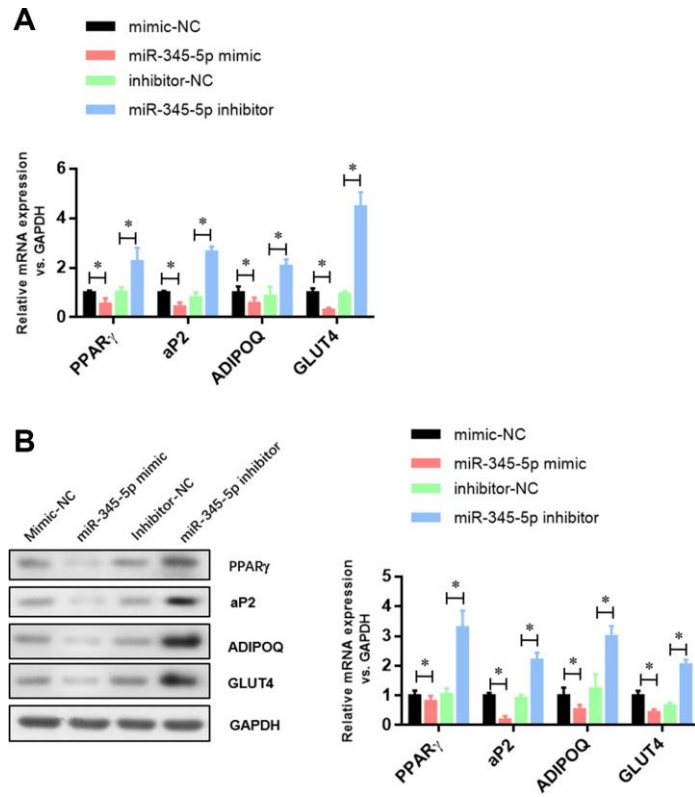 A
mimic-NC
miR-345-5p mimic
inhibitor-NC
miR-345-5p inhibitor
Relative mRNA expression
vs. GAPDH
6
4
2
0
*
*
*
*
*
*
*
*
PPARγ
aP2
ADIPOQ
GLUT4
B
Mimic-NC
miR-345-5p mimic
Inhibitor-NC
miR-345-5p inhibitor
PPARγ
aP2
ADIPOQ
GLUT4
GAPDH
mimic-NC
miR-345-5p mimic
inhibitor-NC
miR-345-5p inhibitor
Relative mRNA expression
vs. GAPDH
5
4
3
2
1
0
*
*
*
*
*
*
*
*
PPARγ
aP2
ADIPOQ
GLUT4